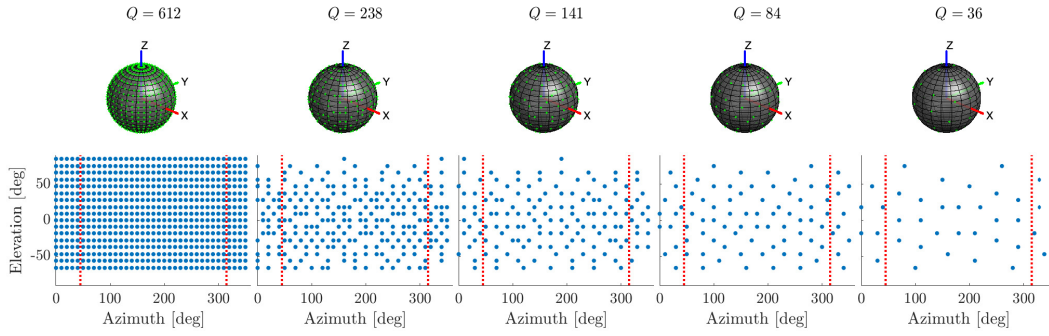 Q = 612 Q = 238 Q = 141 Q = 84 Q = 36
Z Z Z Z Z
Y Y Y Y Y
X X X X X
Elevation [deg]
50
0
-50
0 100 200 300 0 100 200 300 0 100 200 300 0 100 200 300 0 100 200 300
Azimuth [deg] Azimuth [deg] Azimuth [deg] Azimuth [deg] Azimuth [deg]